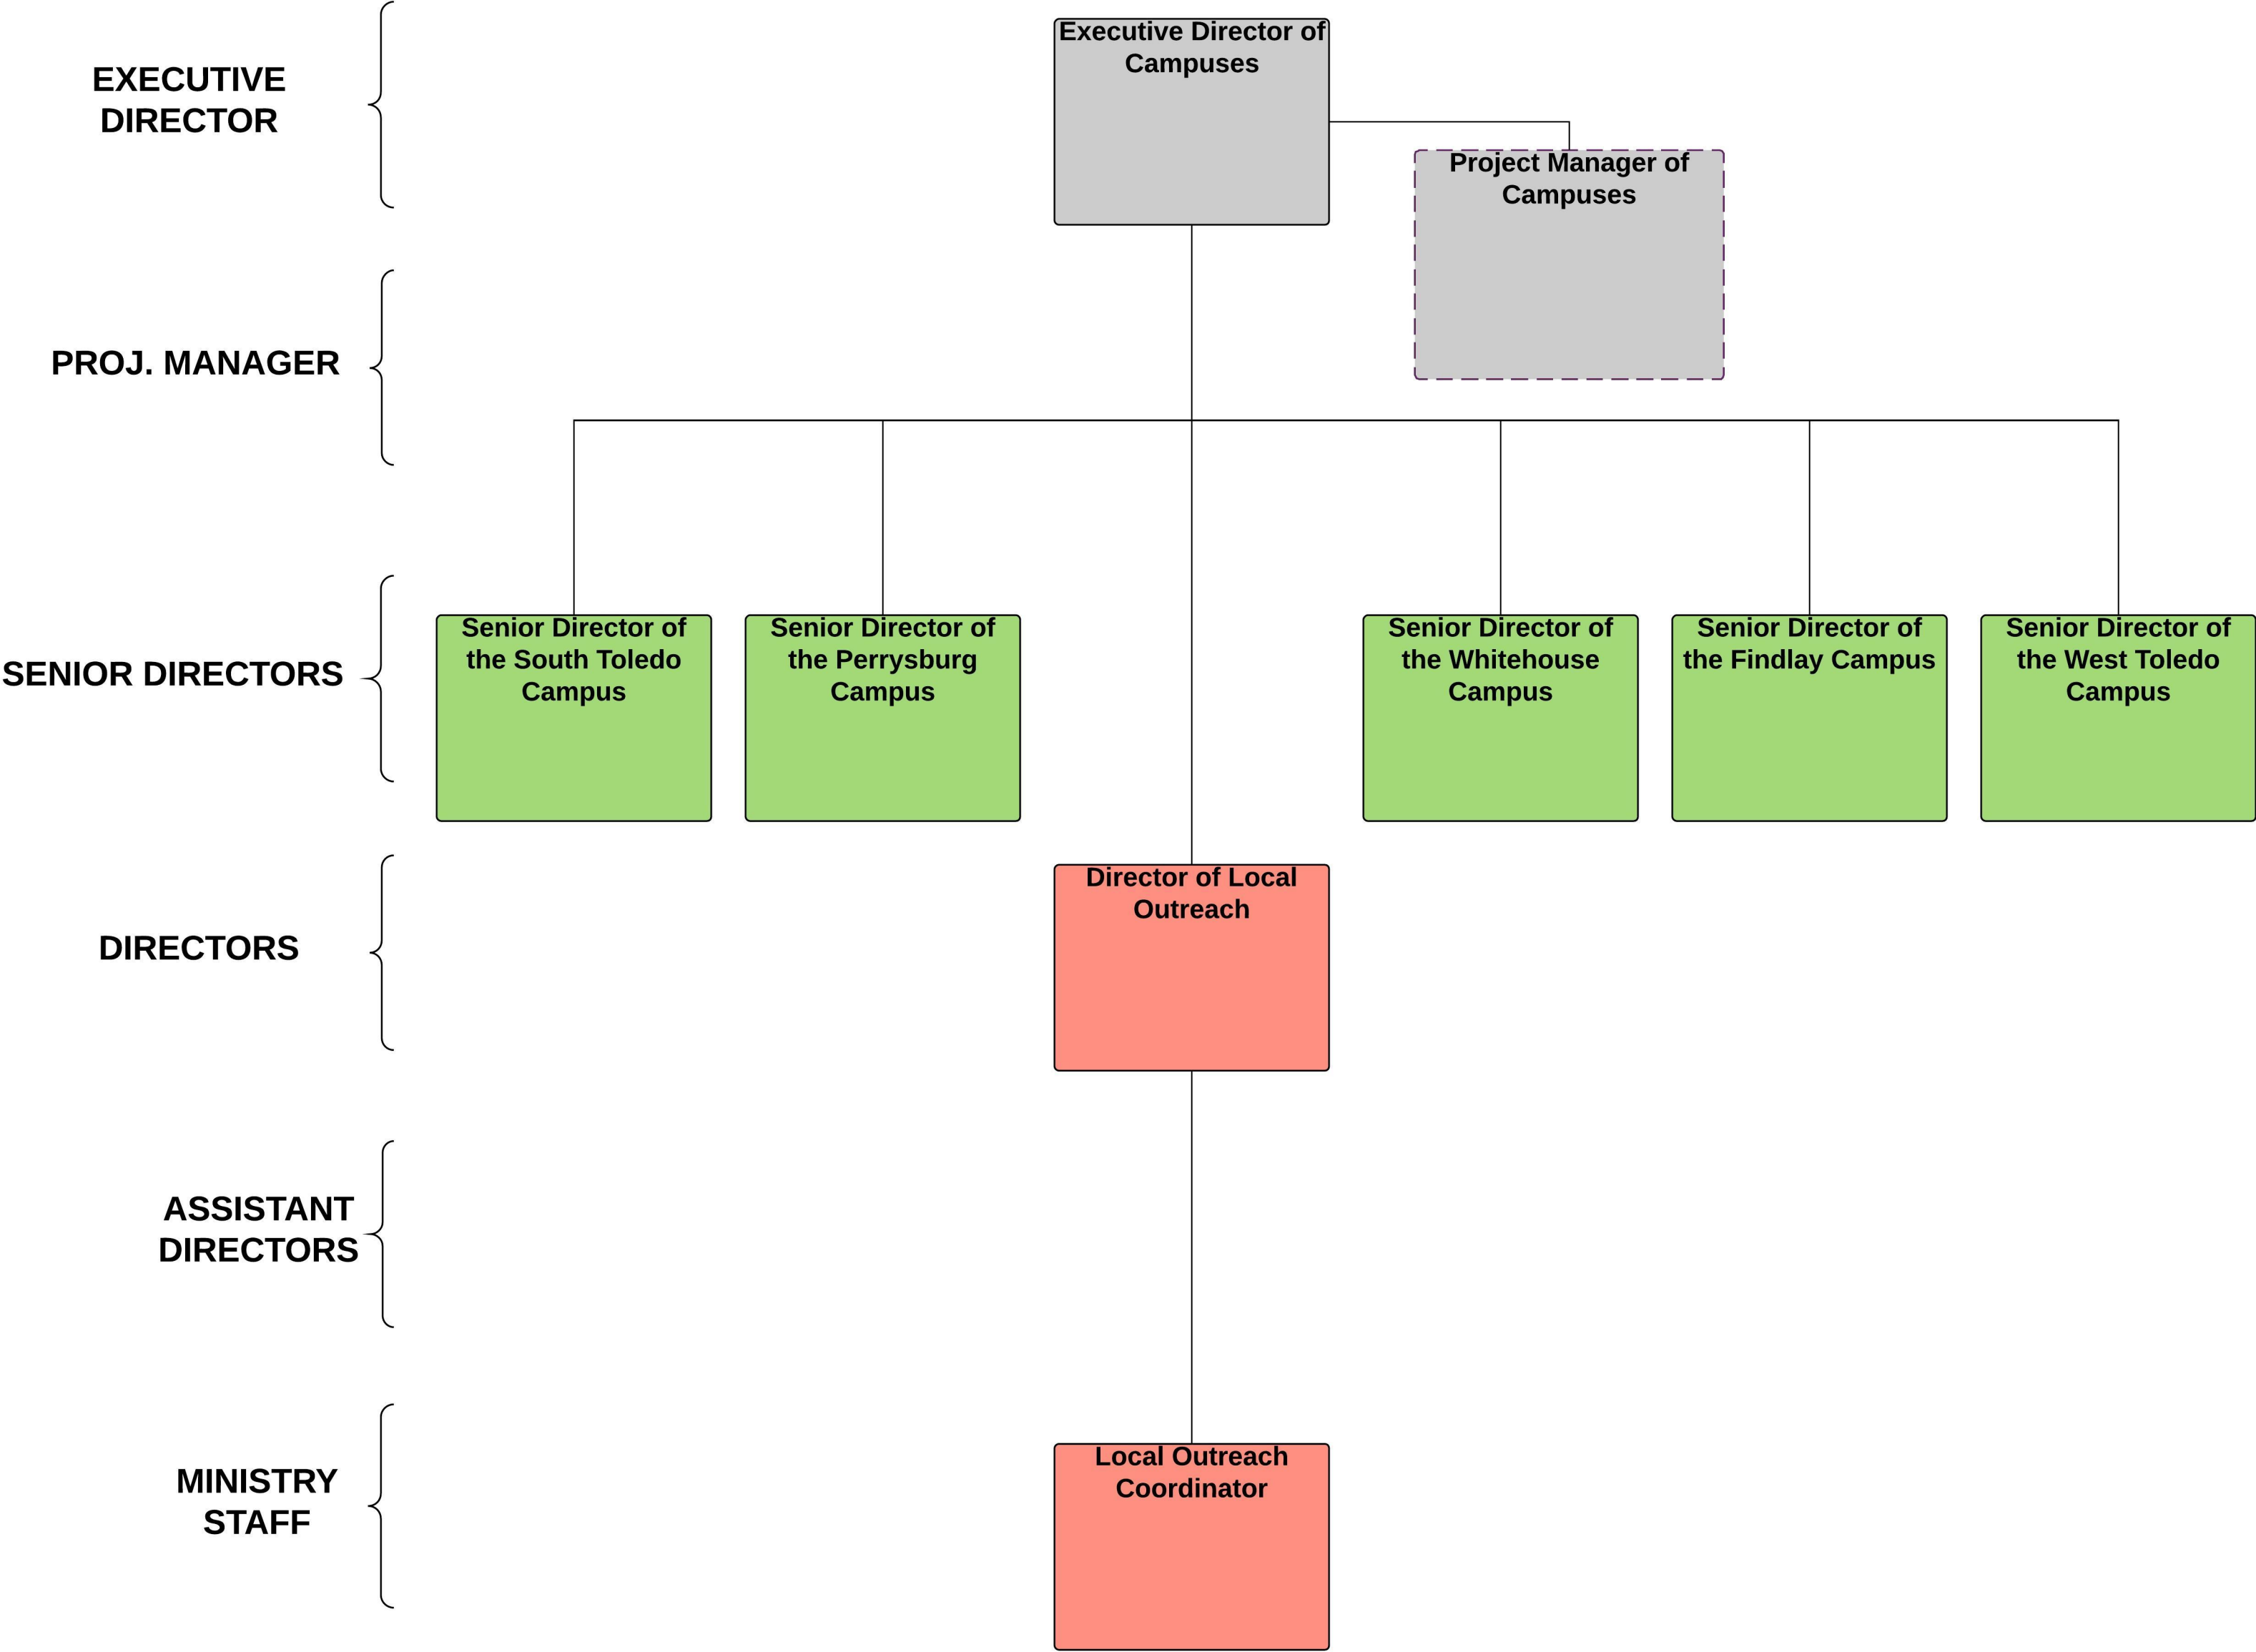 EXECUTIVE
DIRECTOR
Executive Director of
Campuses
Project Manager of
Campuses
PROJ. MANAGER
SENIOR DIRECTORS
Senior Director of
the South Toledo
Campus
Senior Director of
the Perrysburg
Campus
Senior Director of
the Whitehouse
Campus
Senior Director of
the Findlay Campus
Senior Director of
the West Toledo
Campus
DIRECTORS
Director of Local
Outreach
ASSISTANT
DIRECTORS
MINISTRY
STAFF
Local Outreach
Coordinator